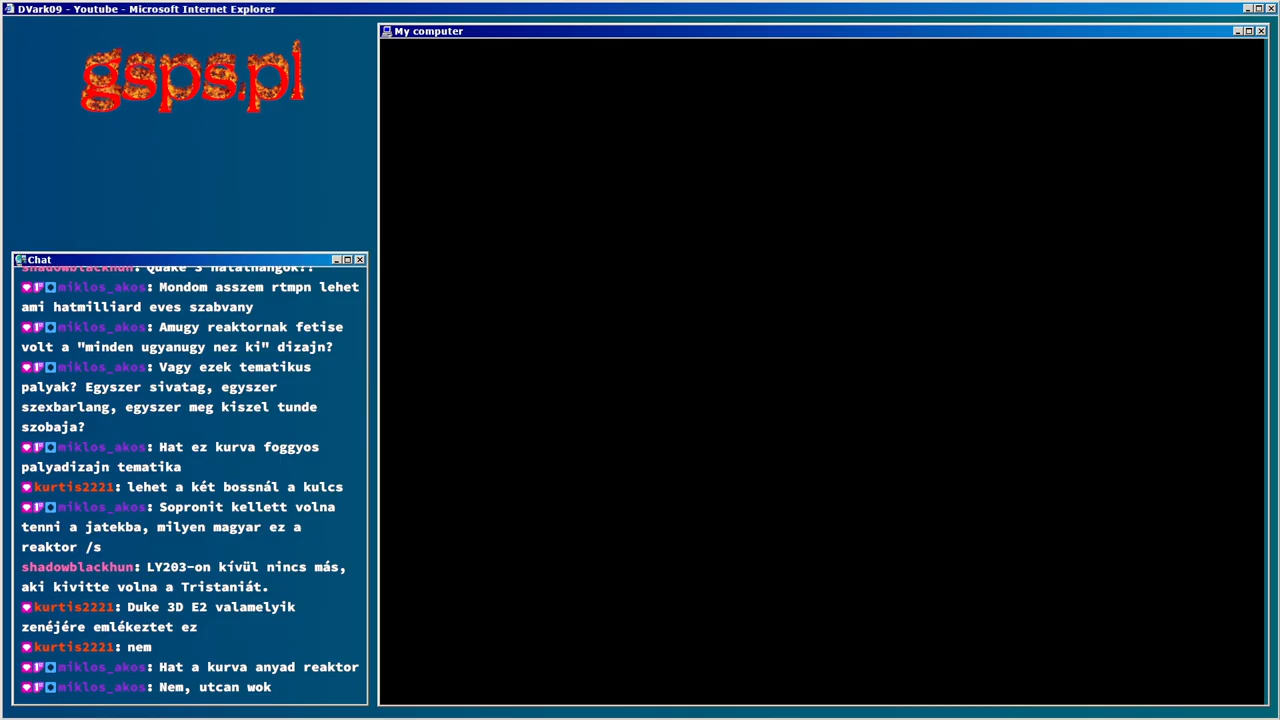 DVark09 - Youtube - Microsoft Internet Explorer
gsps.pl
My computer
Chat
shadowblackhun: Quake 3 halálhangok!!
miklos_akos: Mondom asszem rtmpn lehet
ami hatmilliard eves szabvany
miklos_akos: Amugy reaktornak fetise
volt a "minden ugyanugy nez ki" dizajn?
miklos_akos: Vagy ezek tematikus
palyak? Egyszer sivatag, egyszer
szexbarlang, egyszer meg kiszel tunde
szobaja?
miklos_akos: Hat ez kurva foggyos
palyadizajn tematika
kurtis2221: lehet a két bossnál a kulcs
miklos_akos: Sopronit kellett volna
tenni a jatekba, milyen magyar ez a
reaktor /s
shadowblackhun: LY203-on kívül nincs más,
aki kivitte volna a Tristaniát.
kurtis2221: Duke 3D E2 valamelyik
zenéjére emlékeztet ez
kurtis2221: nem
miklos_akos: Hat a kurva anyad reaktor
miklos_akos: Nem, utcan wok